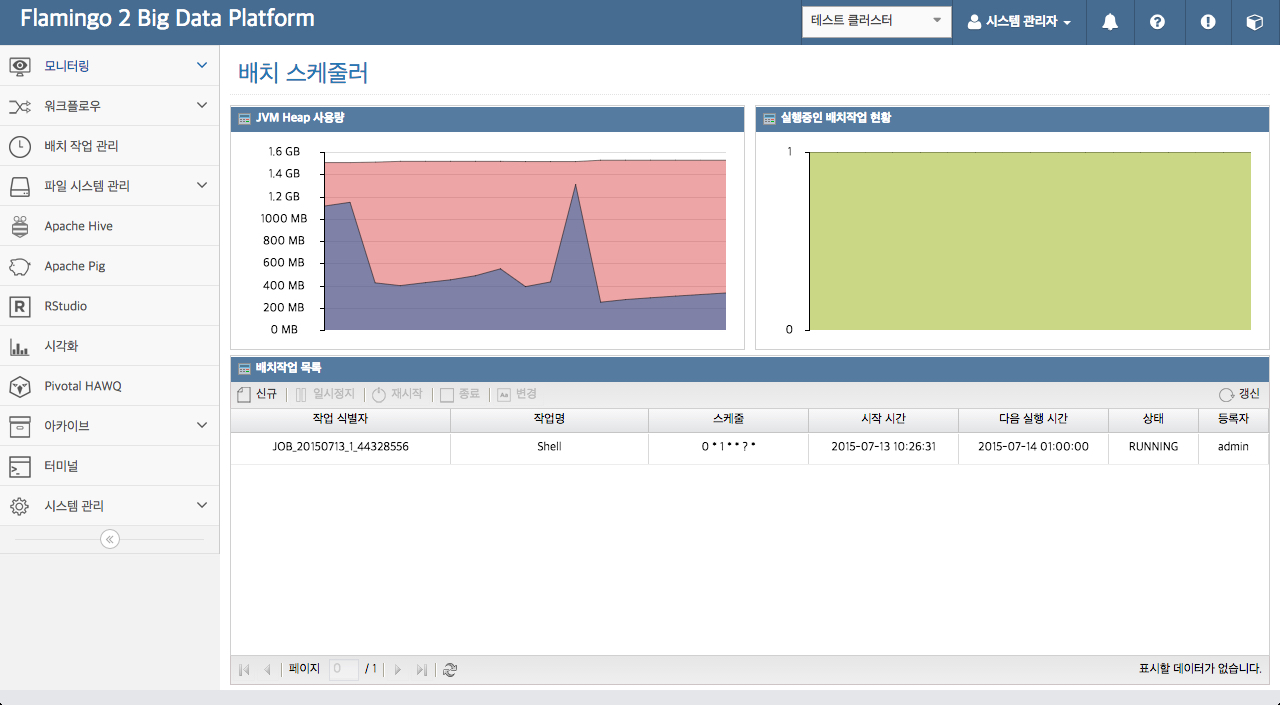 Flamingo 2 Big Data Platform
테스트 클러스터
시스템 관리자
모니터링
워크플로우
배치 작업 관리
파일 시스템 관리
Apache Hive
Apache Pig
RStudio
시각화
Pivotal HAWQ
아카이브
터미널
시스템 관리
배치 스케줄러
JVM Heap 사용량
1.6 GB
1.4 GB
1.2 GB
1000 MB
800 MB
600 MB
400 MB
200 MB
0 MB
실행중인 배치작업 현황
1
0
배치작업 목록
신규 일시정지 재시작 종료 변경 갱신
작업 식별자 작업명 스케줄 시작 시간 다음 실행 시간 상태 등록자
JOB_20150713_1_44328556 Shell 0 * 1 * * ? * 2015-07-13 10:26:31 2015-07-14 01:00:00 RUNNING admin
페이지 0 / 1 표시할 데이터가 없습니다.